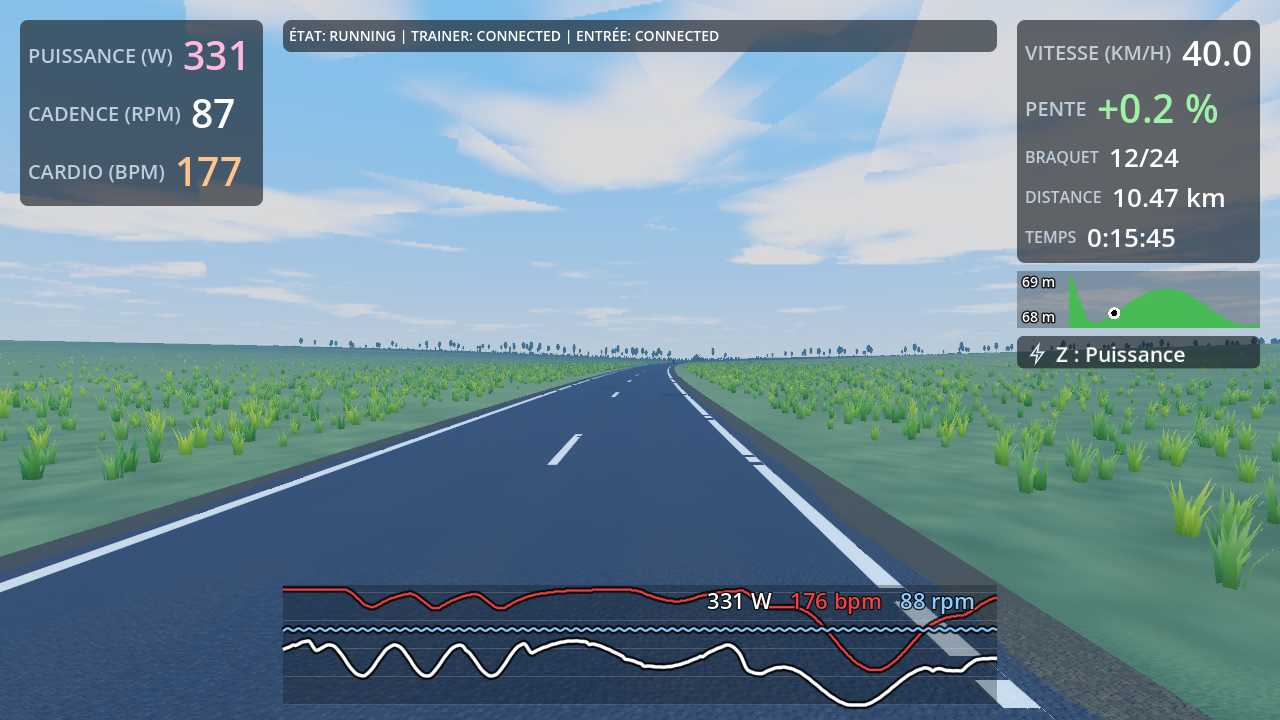 PUISSANCE (W) 331
CADENCE (RPM) 87
CARDIO (BPM) 177
ÉTAT: RUNNING | TRAINER: CONNECTED | ENTRÉE: CONNECTED
VITESSE (KM/H) 40.0
PENTE +0.2 %
BRAQUET 12/24
DISTANCE 10.47 km
TEMPS 0:15:45
69 m
68 m
Z : Puissance
331 W 176 bpm 88 rpm